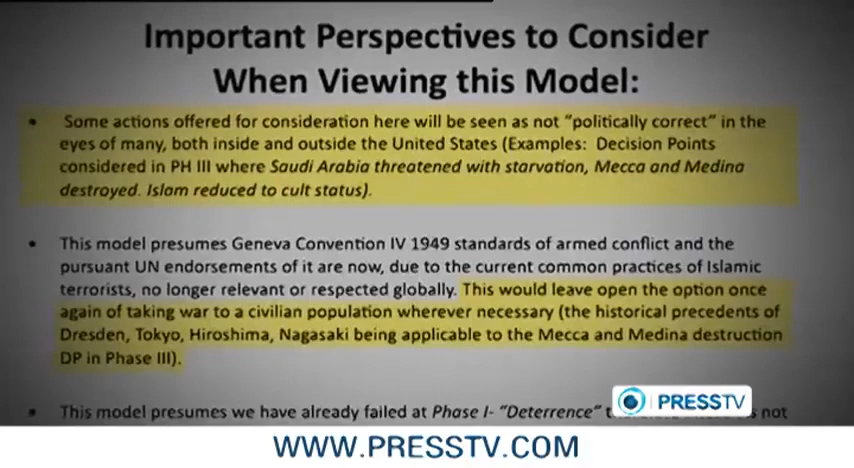 Important Perspectives to Consider
When Viewing this Model:
• Some actions offered for consideration here will be seen as not “politically correct” in the
eyes of many, both inside and outside the United States (Examples: Decision Points
considered in PH III where Saudi Arabia threatened with starvation, Mecca and Medina
destroyed. Islam reduced to cult status).
• This model presumes Geneva Convention IV 1949 standards of armed conflict and the
pursuant UN endorsements of it are now, due to the current common practices of Islamic
terrorists, no longer relevant or respected globally. This would leave open the option once
again of taking war to a civilian population wherever necessary (the historical precedents of
Dresden, Tokyo, Hiroshima, Nagasaki being applicable to the Mecca and Medina destruction
DP in Phase III).
• This model presumes we have already failed at Phase I- “Deterrence” not
PRESSTV
WWW.PRESSTV.COM